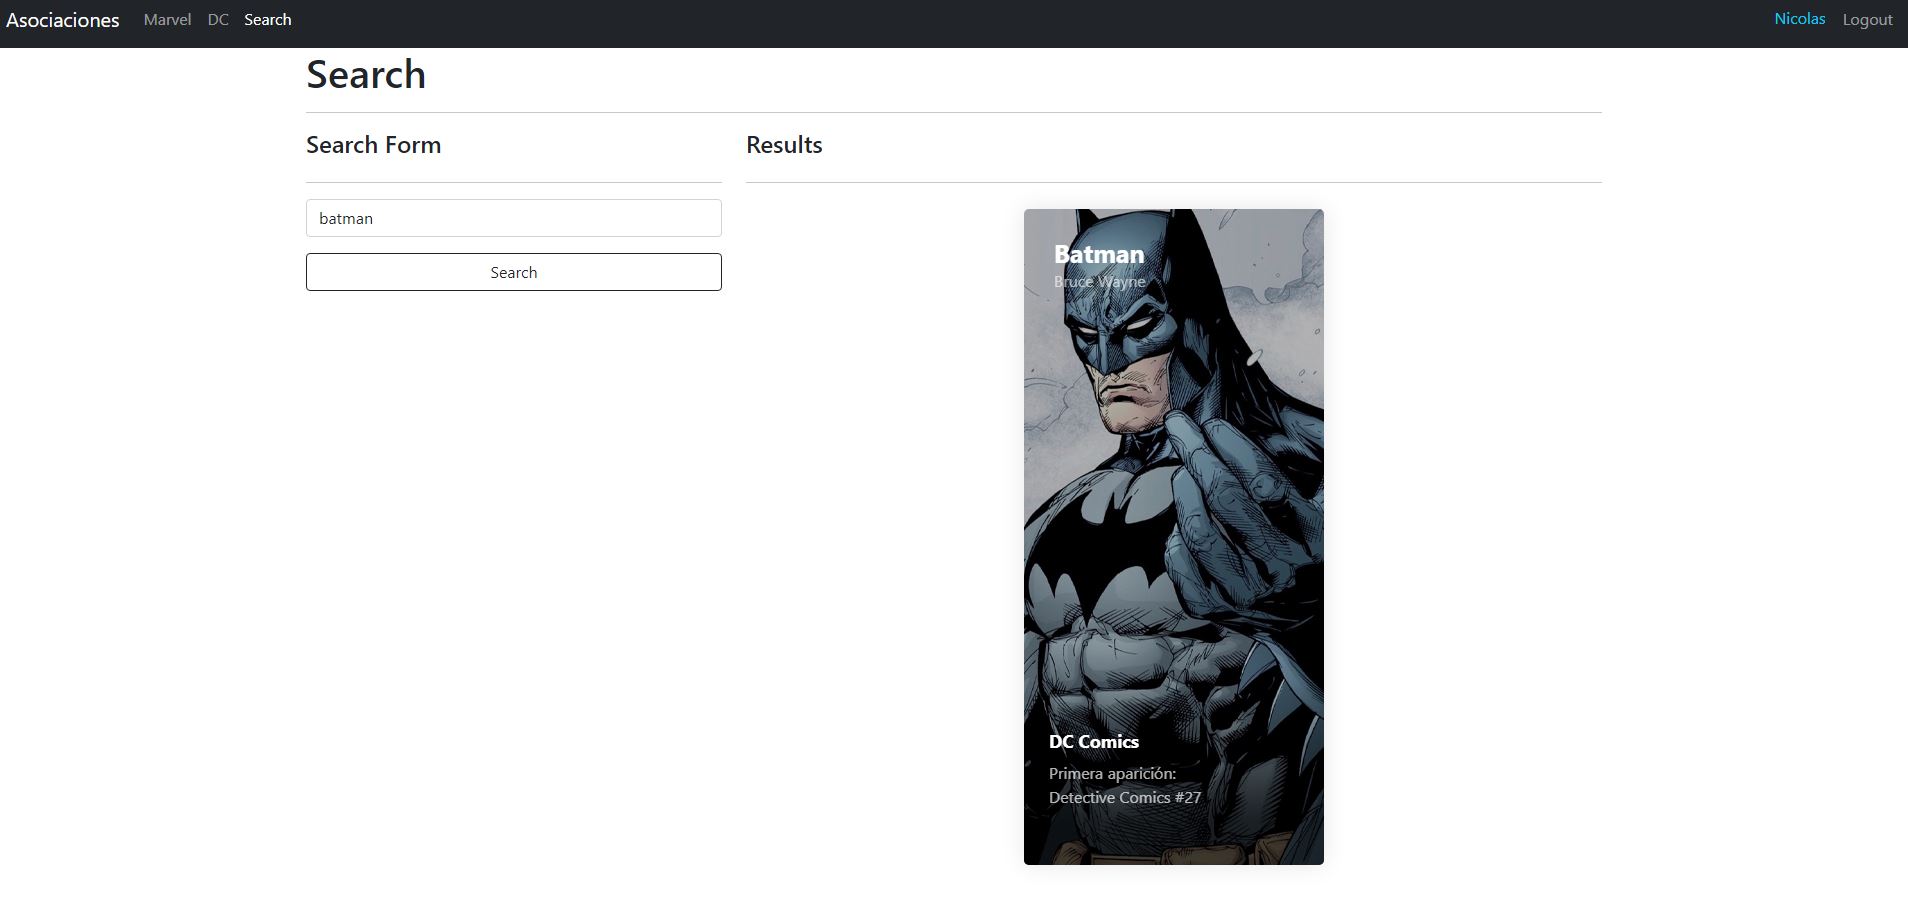 Asociaciones Marvel DC Search Nicolas Logout
Search
Search Form
batman
Search
Results
Batman
Bruce Wayne
DC Comics
Primera aparición:
Detective Comics #27